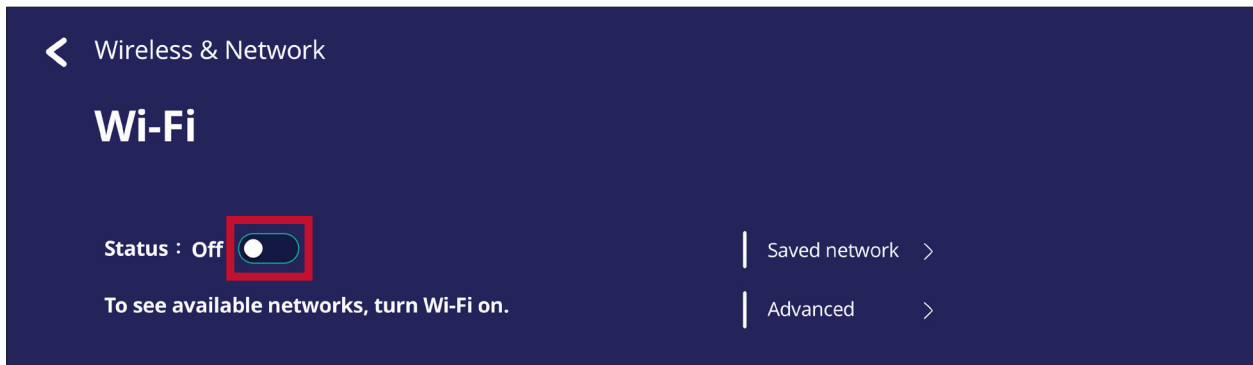 Wireless & Network
Wi-Fi
Status : Off
Saved network
To see available networks, turn Wi-Fi on.
Advanced